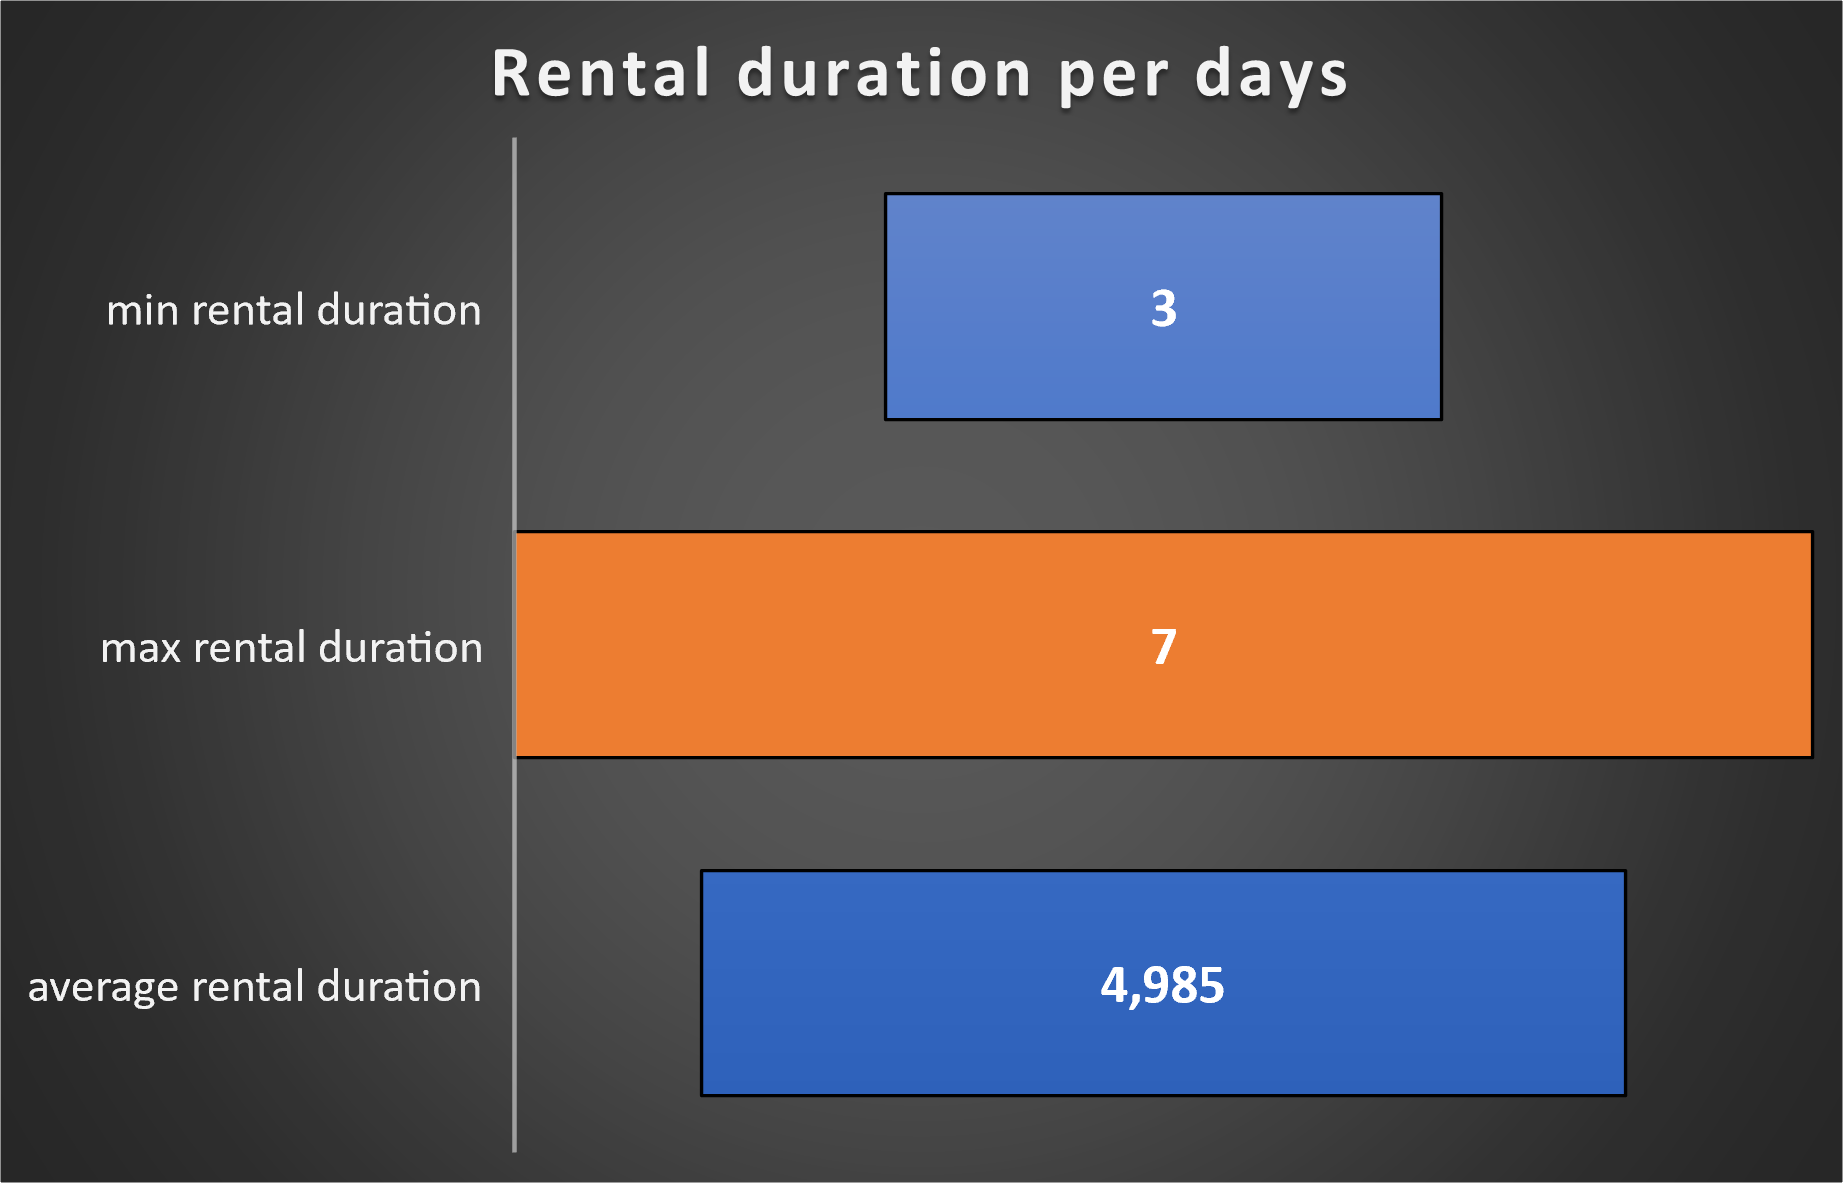 Rental duration per days
min rental duration
3
max rental duration
7
average rental duration
4,985